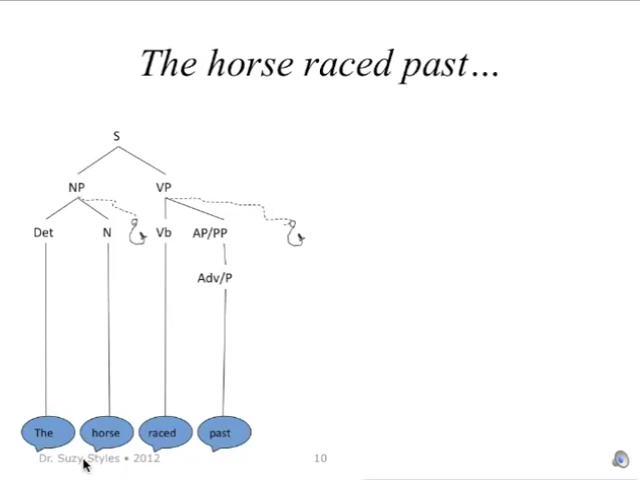 The horse raced past…
S
NP VP
Det N Vb AP/PP
Adv/P
The horse raced past
Dr. Suzy Styles • 2012 10